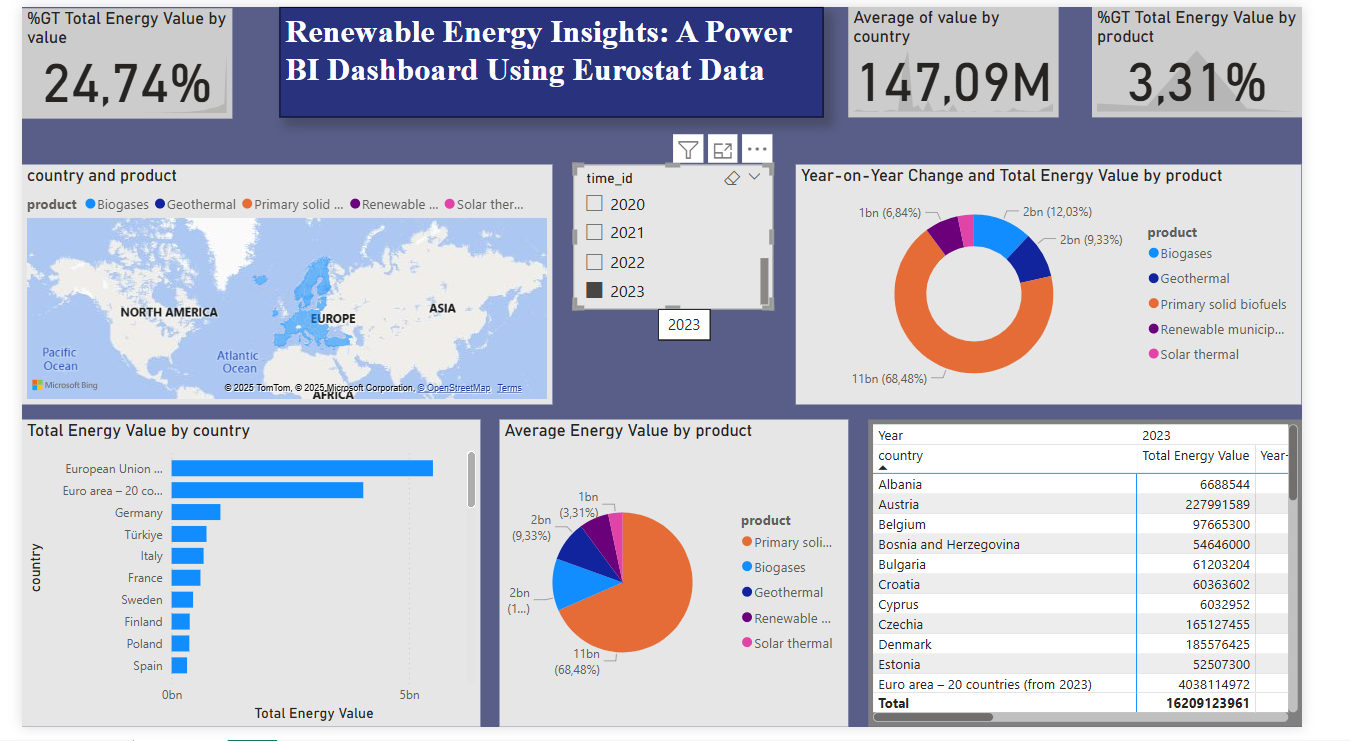 %GT Total Energy Value by
value
24,74%
Renewable Energy Insights: A Power
BI Dashboard Using Eurostat Data
Average of value by
country
147,09M
%GT Total Energy Value by
product
3,31%
country and product
product Biogases Geothermal Primary solid ... Renewable ... Solar ther...
NORTH AMERICA
EUROPE
ASIA
Pacific
Ocean
Atlantic
Ocean
AFRICA
Microsoft Bing
© 2025 TomTom, © 2025 Microsoft Corporation, © OpenStreetMap Terms
time_id
2020
2021
2022
2023
2023
Year-on-Year Change and Total Energy Value by product
1bn (6,84%)
2bn (12,03%)
2bn (9,33%)
11bn (68,48%)
product
Biogases
Geothermal
Primary solid biofuels
Renewable municip...
Solar thermal
Total Energy Value by country
country
European Union ...
Euro area – 20 co...
Germany
Türkiye
Italy
France
Sweden
Finland
Poland
Spain
0bn 5bn
Total Energy Value
Average Energy Value by product
1bn
(3,31%)
2bn
(9,33%)
2bn
(1...)
11bn
(68,48%)
product
Primary soli...
Biogases
Geothermal
Renewable ...
Solar thermal
Year 2023
country Total Energy Value Year-
Albania 6688544
Austria 227991589
Belgium 97665300
Bosnia and Herzegovina 54646000
Bulgaria 61203204
Croatia 60363602
Cyprus 6032952
Czechia 165127455
Denmark 185576425
Estonia 52507300
Euro area – 20 countries (from 2023) 4038114972
Total 16209123961